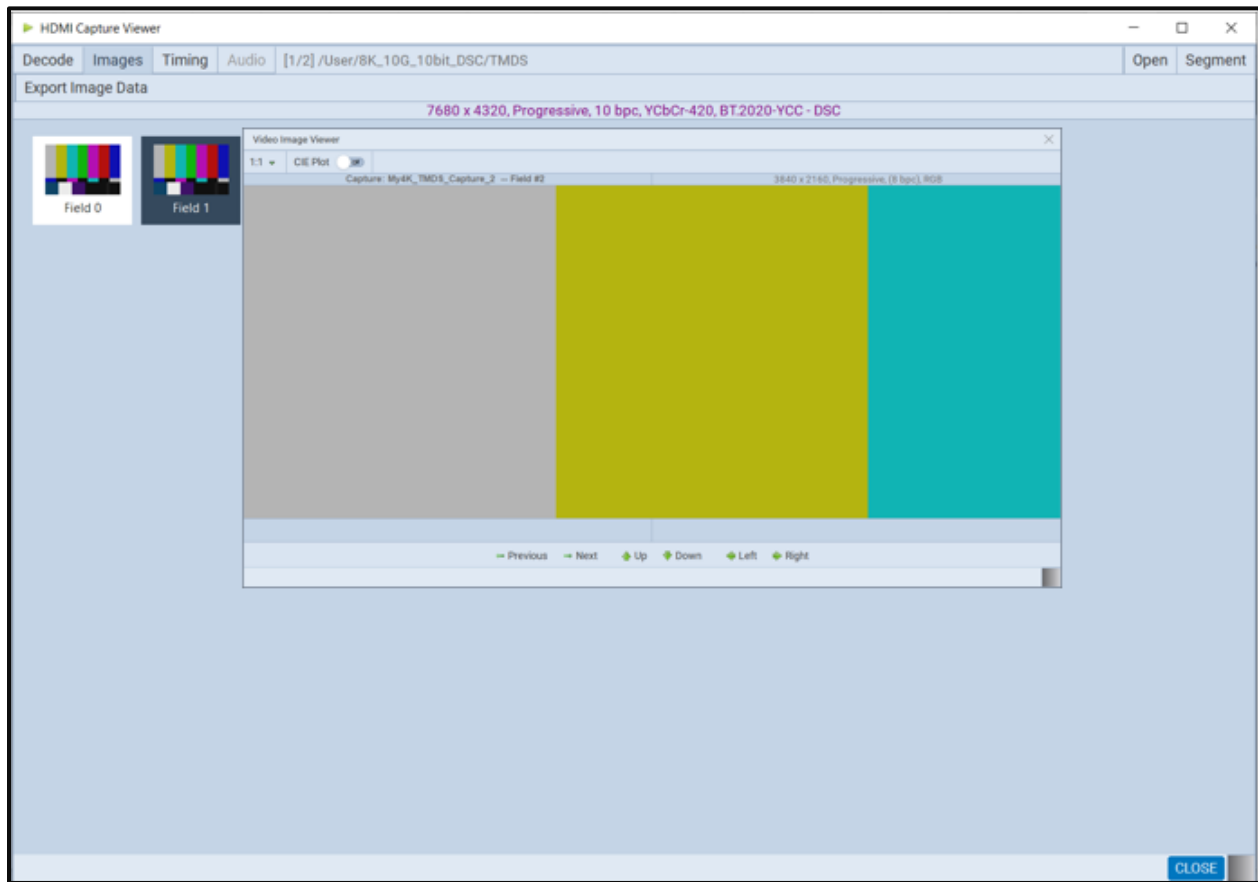 HDMI Capture Viewer
Decode Images Timing Audio [1/2] /User/8K_10G_10bit_DSC/TMDS Open Segment
Export Image Data
7680 x 4320, Progressive, 10 bpc, YCbCr-420, BT.2020-YCC - DSC
Video Image Viewer
1:1 CIE Plot
Capture: My4K_TMDS_Capture_2 -- Field #2 3840 x 2160, Progressive, (8 bpc), RGB
Field 0 Field 1
Previous Next Up Down Left Right
CLOSE